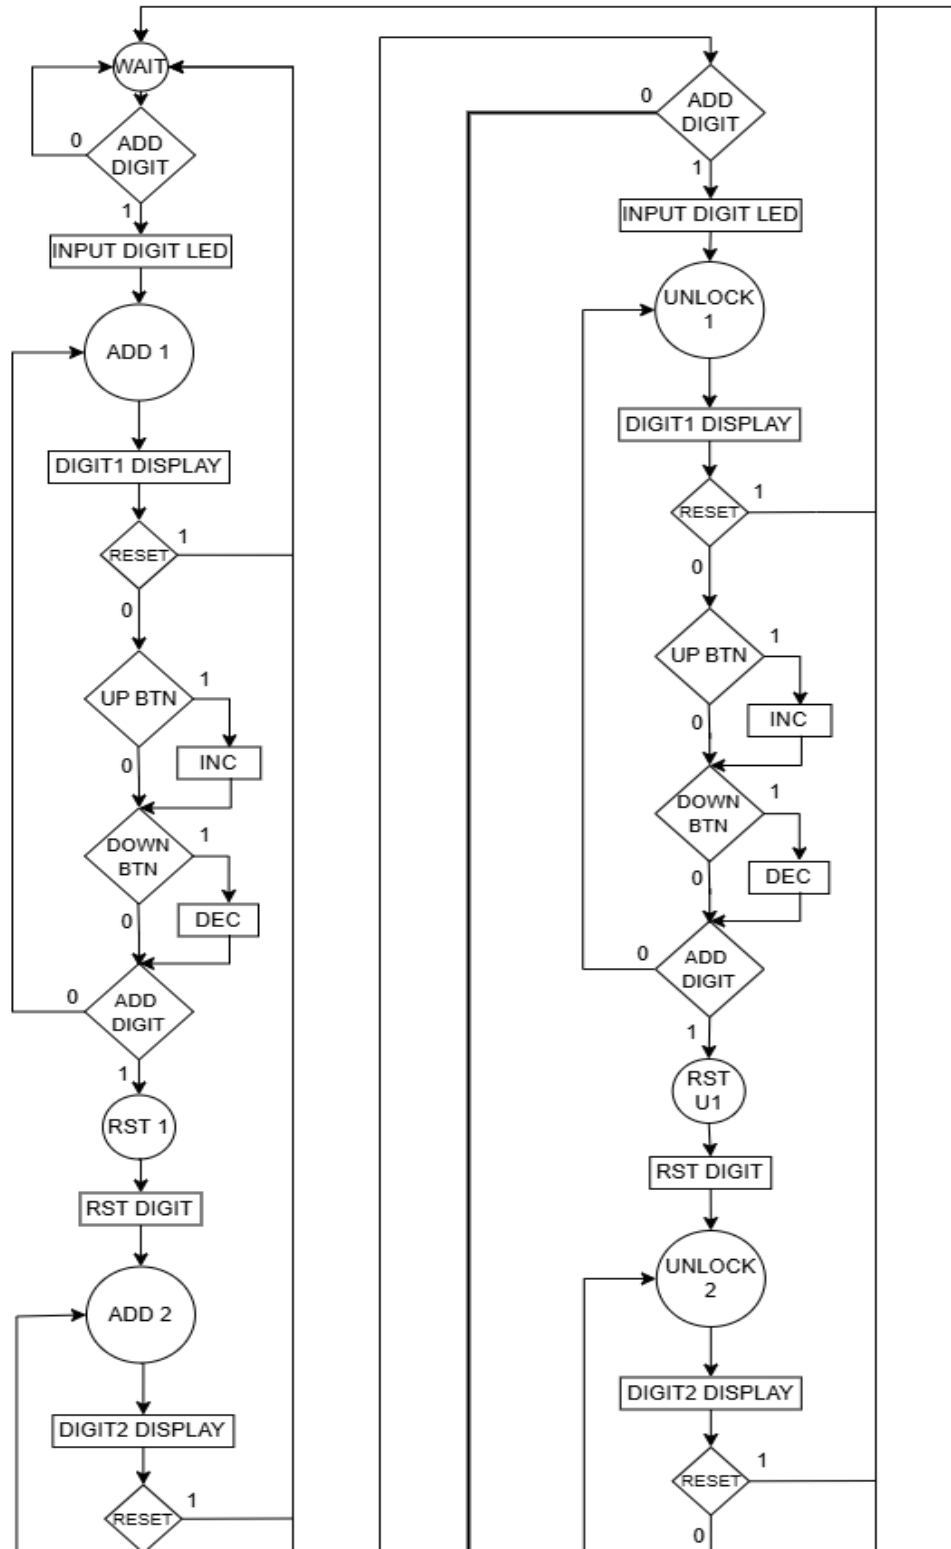 WAIT
0
ADD
DIGIT
1
INPUT DIGIT LED
ADD 1
DIGIT1 DISPLAY
RESET
1
0
UP BTN
1
0
INC
DOWN
BTN
1
0
DEC
0
ADD
DIGIT
1
RST 1
RST DIGIT
ADD 2
DIGIT2 DISPLAY
RESET
1
0
ADD
DIGIT
1
INPUT DIGIT LED
UNLOCK
1
DIGIT1 DISPLAY
RESET
1
0
UP BTN
1
0
INC
DOWN
BTN
1
0
DEC
0
ADD
DIGIT
1
RST
U1
RST DIGIT
UNLOCK
2
DIGIT2 DISPLAY
RESET
1
0